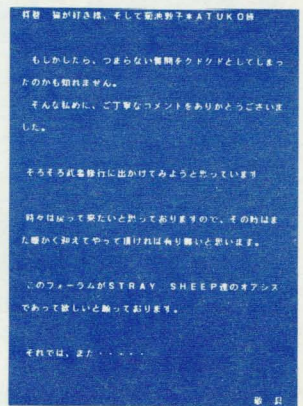 拝啓　猫が好き様、そして菊池敦子＊ＡＴＵＫＯ様
もしかしたら、つまらない質問をクドクドとしてしまっ
たのかも知れません。
そんな私めに、ご丁寧なコメントをありがとうございま
した。
そろそろ武者修行に出かけてみようと思っています
時々は戻って来たいと思っておりますので、その時はま
た暖かく迎えてやって頂ければ有り難いと思います。
このフォーラムがＳＴＲＡＹ　ＳＨＥＥＰ達のオアシス
であって欲しいと願っております。
それでは、また・・・・・
敬　具